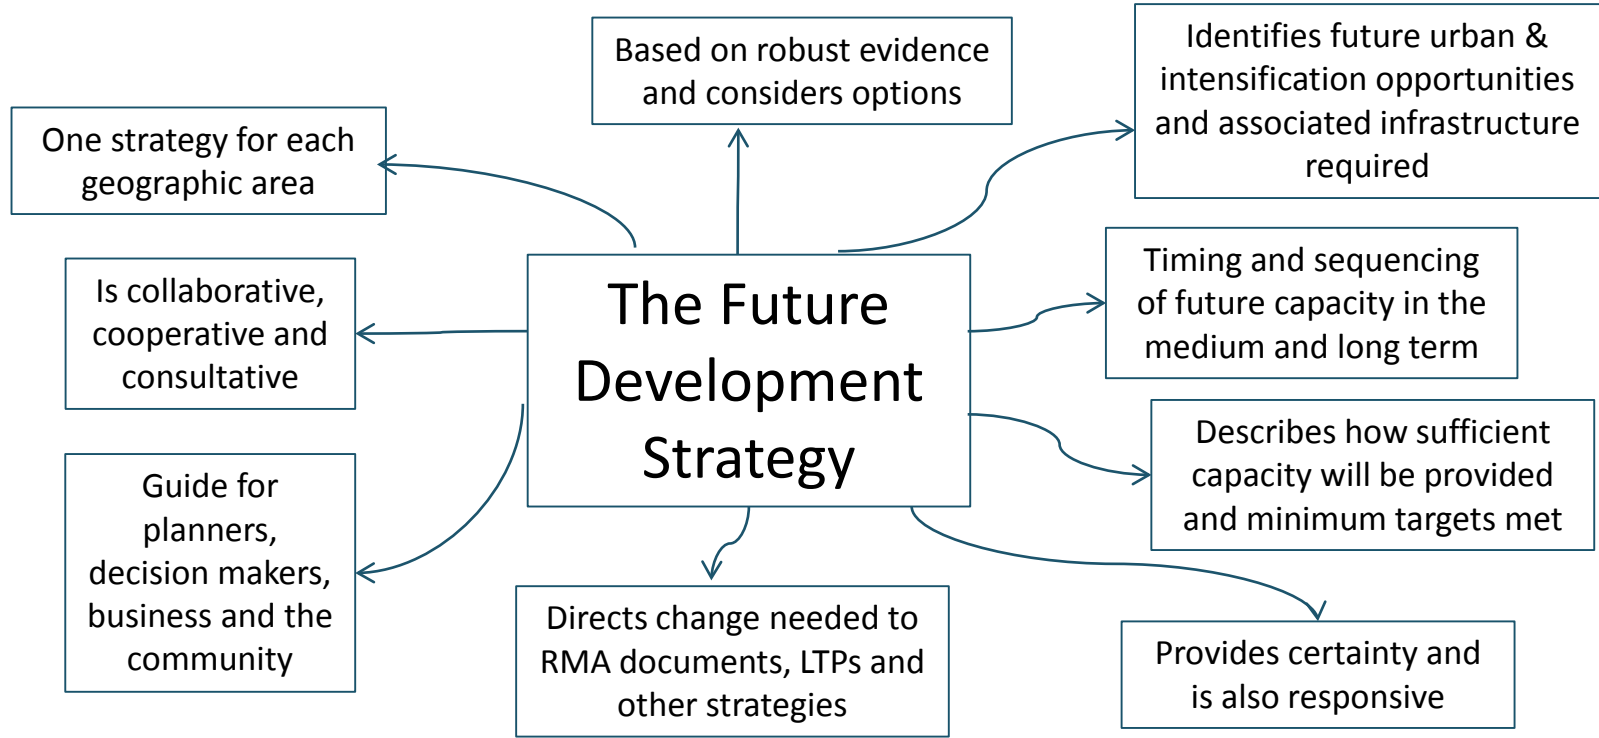 Based on robust evidence
and considers options
Identifies future urban &
intensification opportunities
and associated infrastructure
required
One strategy for each
geographic area
Timing and sequencing
of future capacity in the
medium and long term
Is collaborative,
cooperative and
consultative
The Future
Development
Strategy
Describes how sufficient
capacity will be provided
and minimum targets met
Guide for
planners,
decision makers,
business and the
community
Directs change needed to
RMA documents, LTPs and
other strategies
Provides certainty and
is also responsive